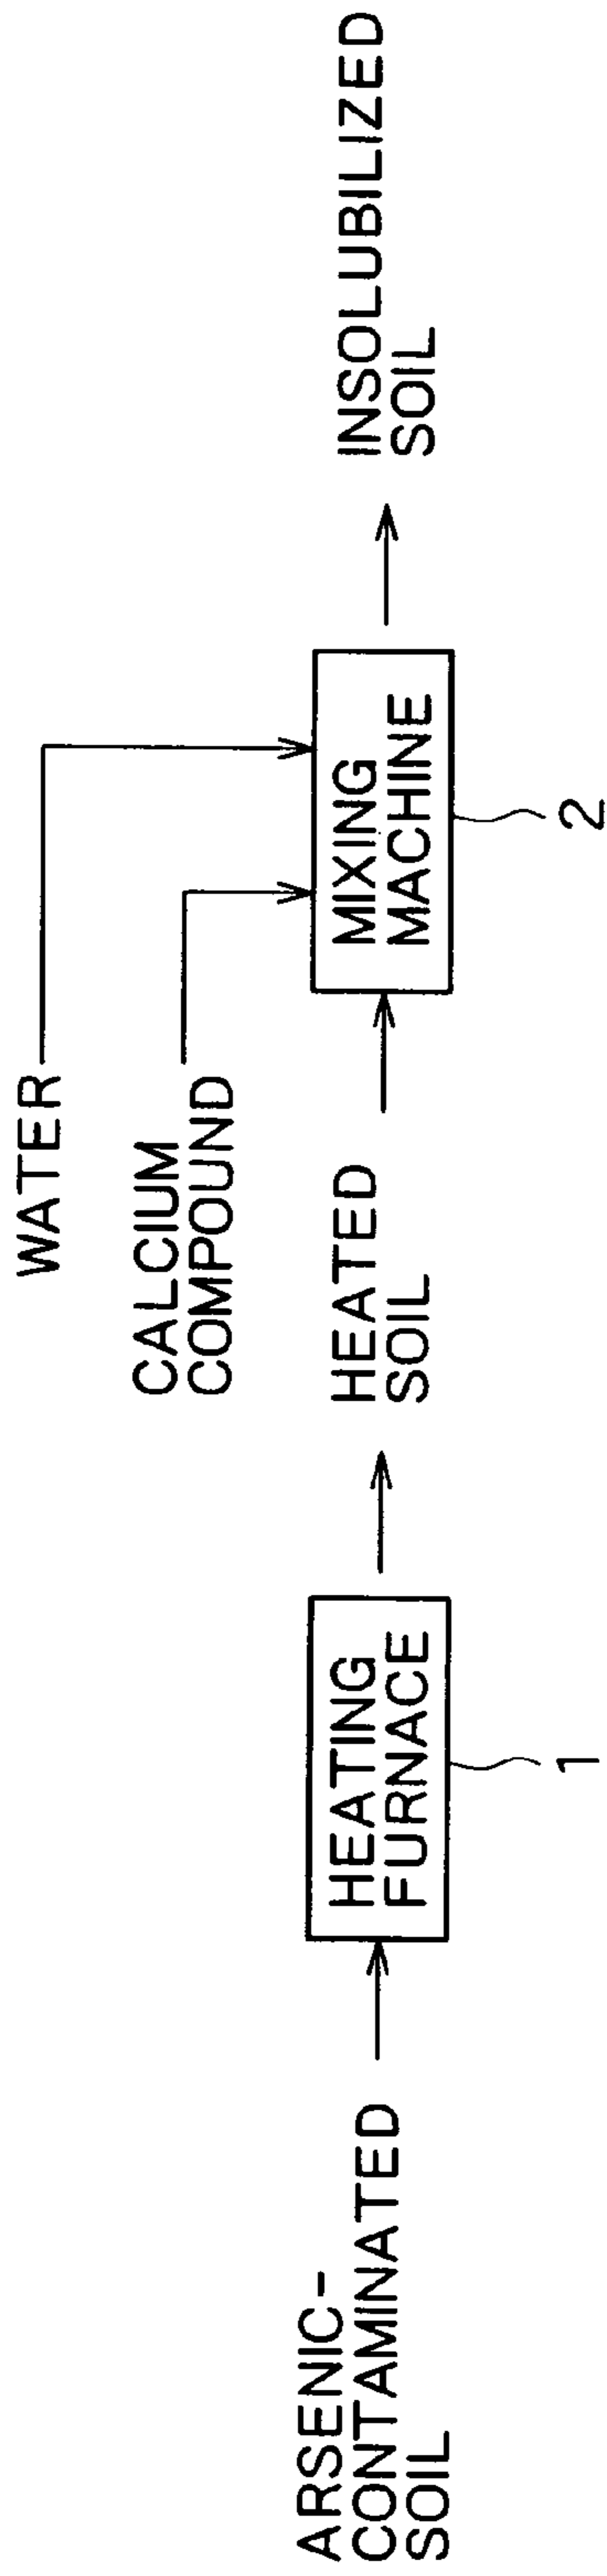 WATER
CALCIUM
COMPOUND
ARSENIC-
CONTAMINATED
SOIL
HEATING
FURNACE
1
HEATED
SOIL
MIXING
MACHINE
2
INSOLUBILIZED
SOIL